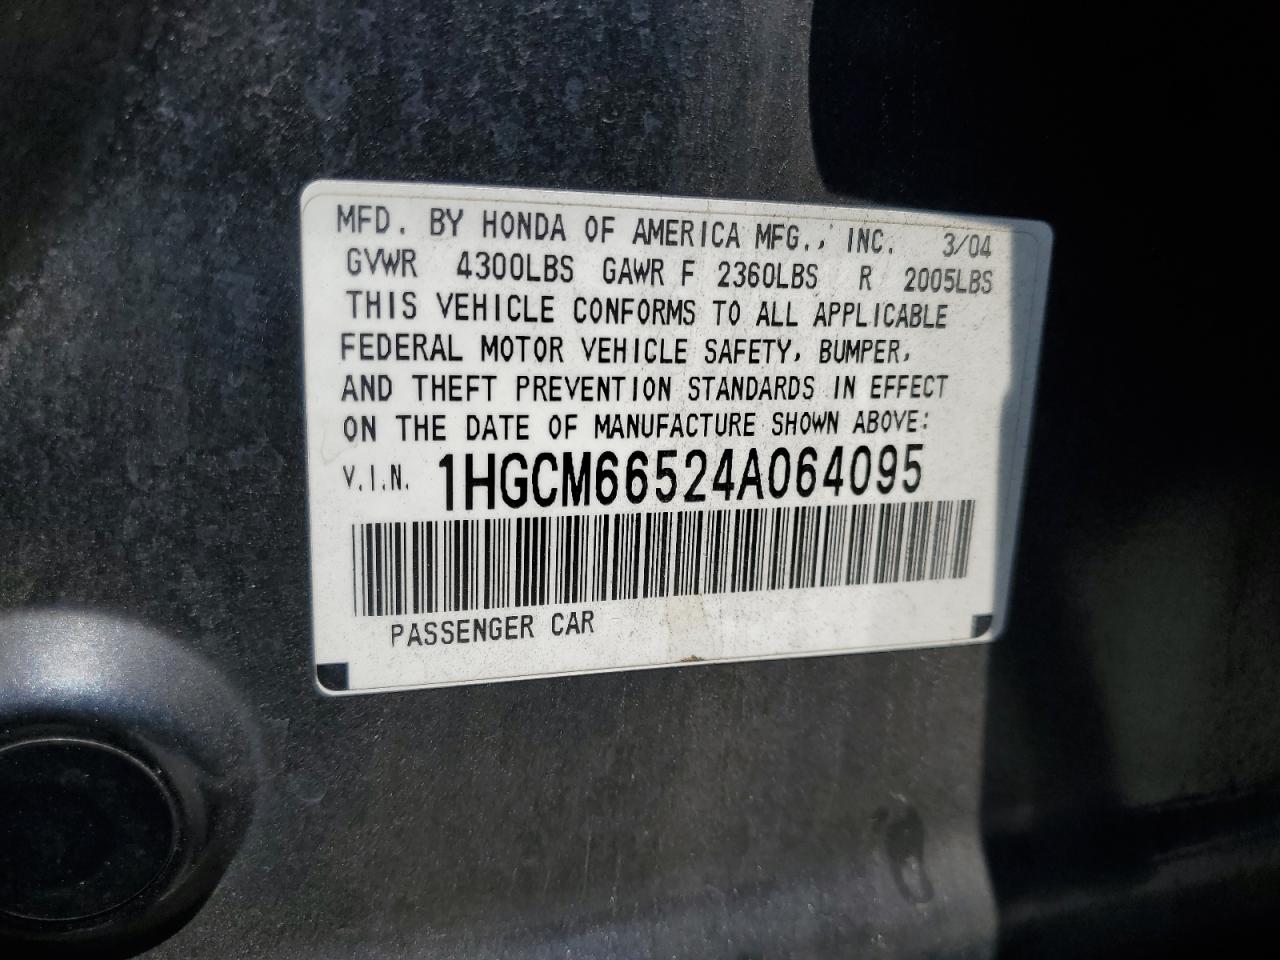 MFD. BY HONDA OF AMERICA MFG., INC. 3/04
GVWR 4300LBS GAWR F 2360LBS R 2005LBS
THIS VEHICLE CONFORMS TO ALL APPLICABLE
FEDERAL MOTOR VEHICLE SAFETY, BUMPER,
AND THEFT PREVENTION STANDARDS IN EFFECT
ON THE DATE OF MANUFACTURE SHOWN ABOVE:
V.I.N. 1HGCM66524A064095
PASSENGER CAR